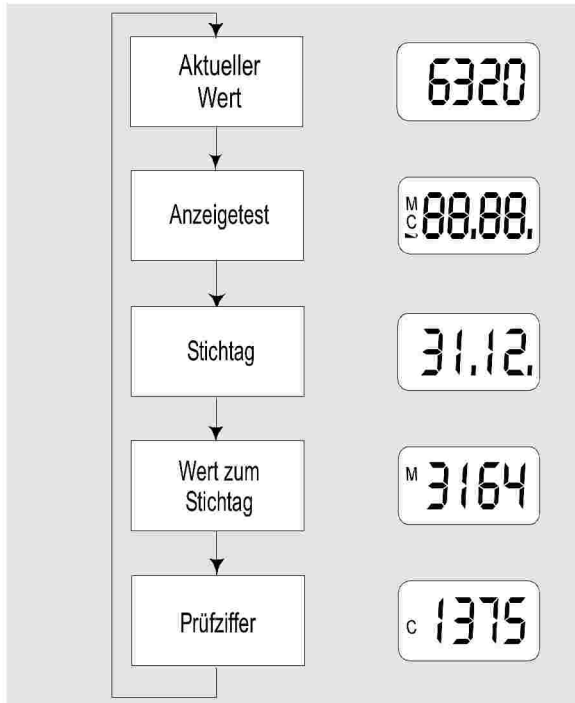 Aktueller
Wert
6320
Anzeigetest
M
C
88.88.
Stichtag
31.12.
Wert zum
Stichtag
M 3164
Prüfziffer
C 1375